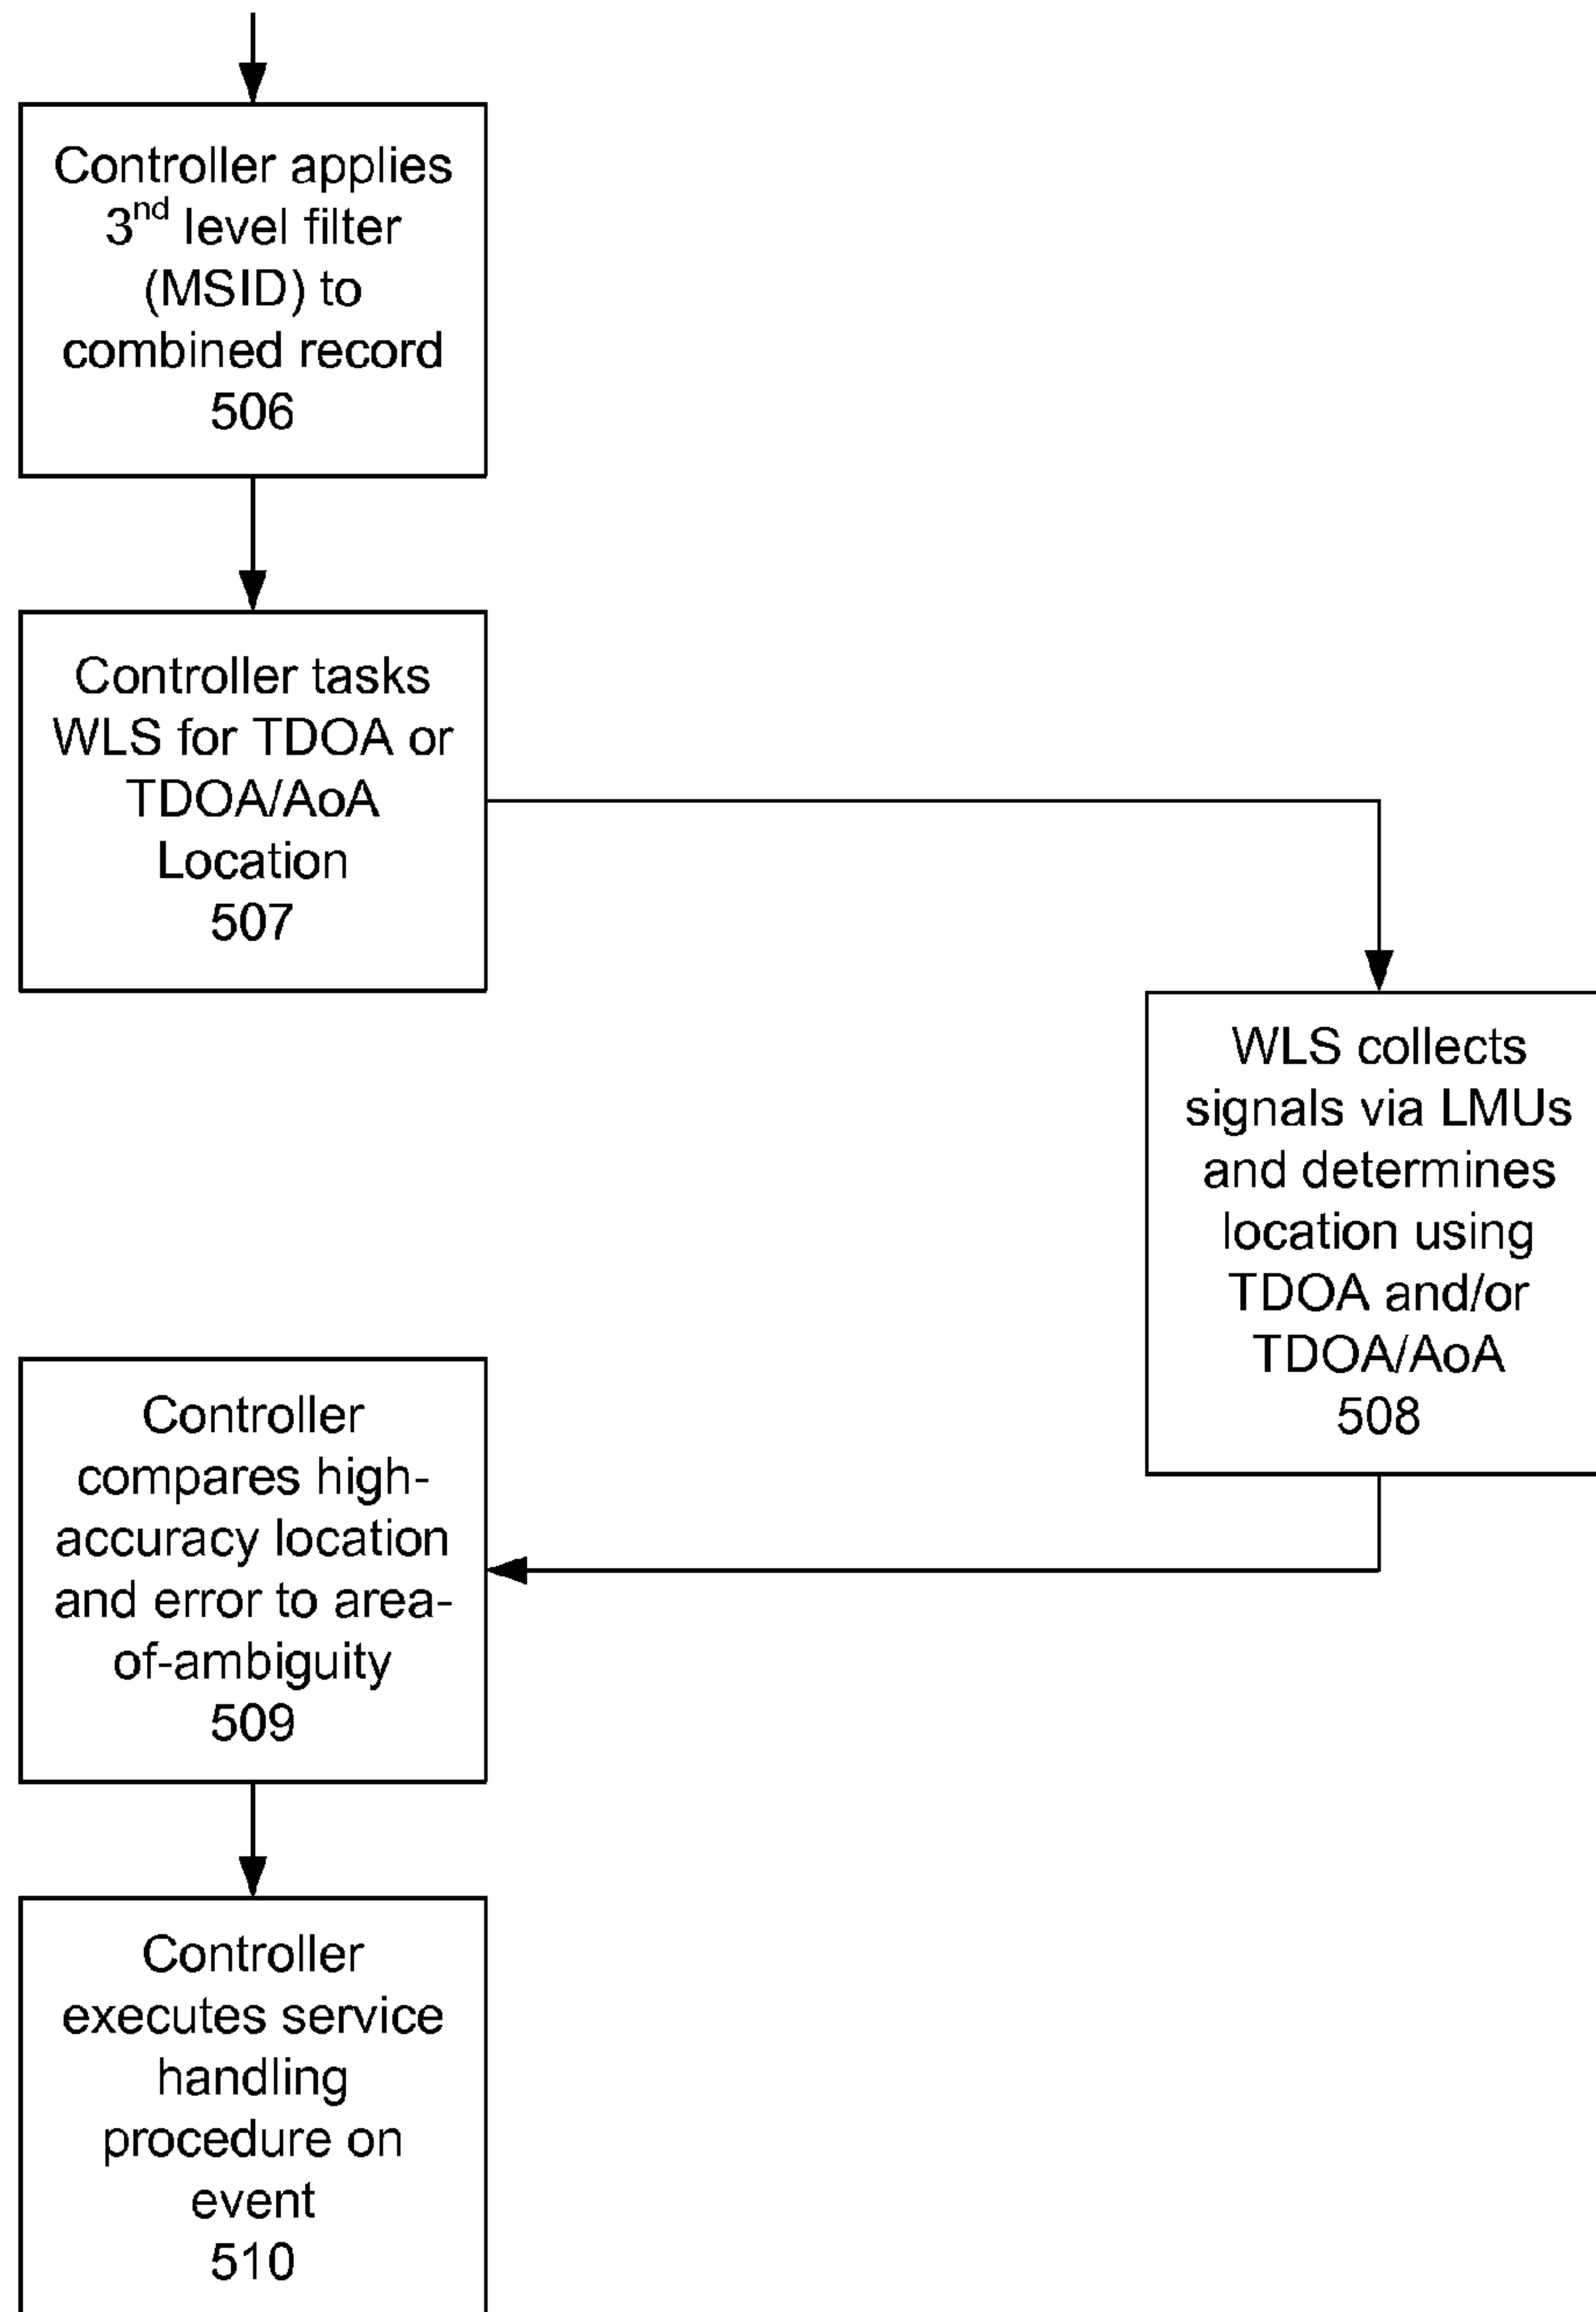 Controller applies
3nd level filter
(MSID) to
combined record
506
Controller tasks
WLS for TDOA or
TDOA/AoA
Location
507
WLS collects
signals via LMUs
and determines
location using
TDOA and/or
TDOA/AoA
508
Controller
compares high-
accuracy location
and error to area-
of-ambiguity
509
Controller
executes service
handling
procedure on
event
510